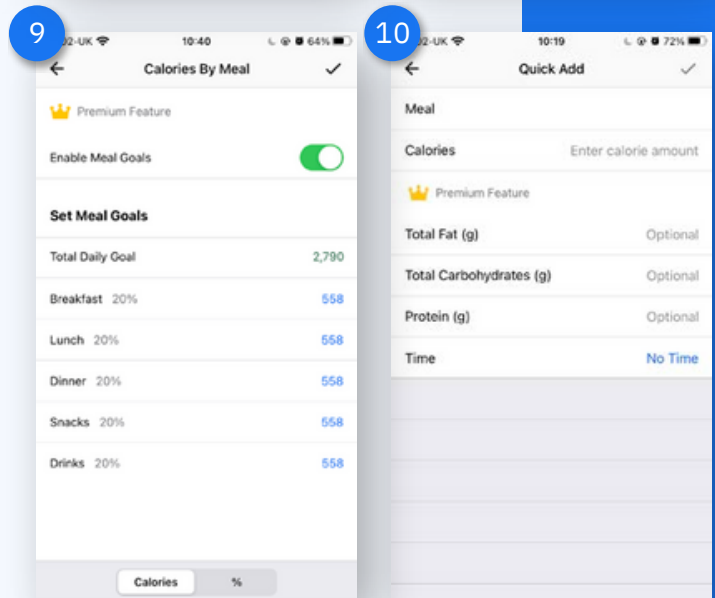 9
2-UK 10:40 64%
Calories By Meal
Premium Feature
Enable Meal Goals
Set Meal Goals
Total Daily Goal 2,790
Breakfast 20% 558
Lunch 20% 558
Dinner 20% 558
Snacks 20% 558
Drinks 20% 558
Calories %
10
2-UK 10:19 72%
Quick Add
Meal
Calories Enter calorie amount
Premium Feature
Total Fat (g) Optional
Total Carbohydrates (g) Optional
Protein (g) Optional
Time No Time